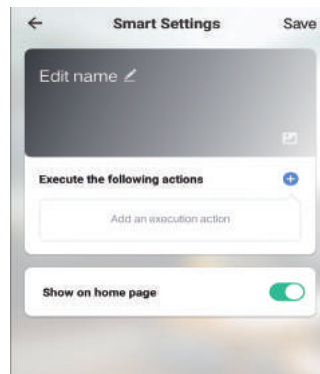 Smart Settings Save
Edit name
Execute the following actions
Add an execution action
Show on home page